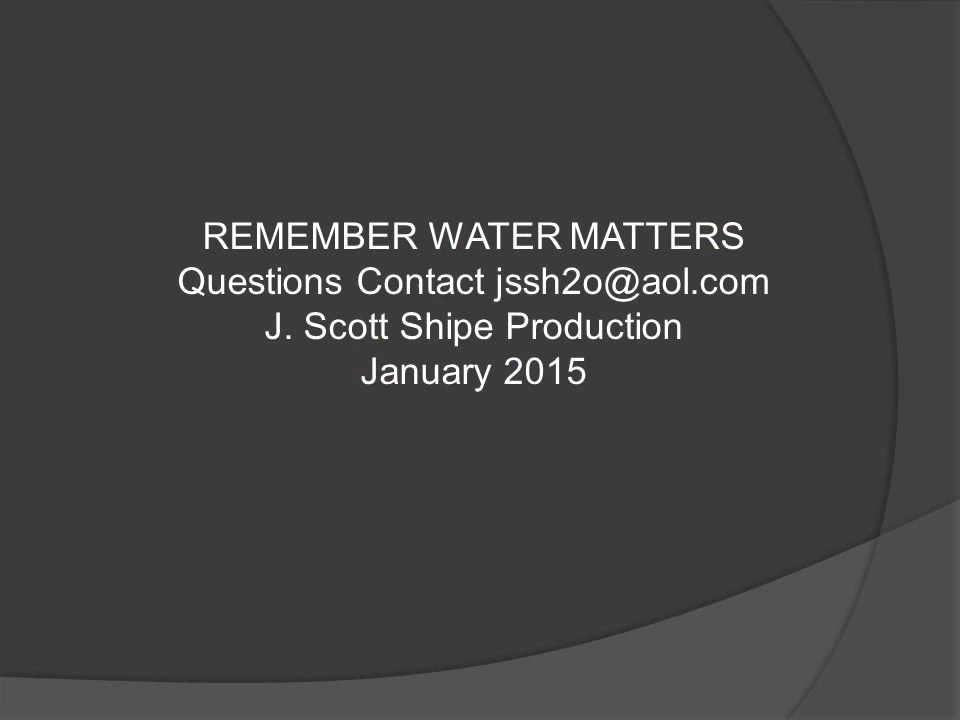 REMEMBER WATER MATTERS
Questions Contact jssh2o@aol.com
J. Scott Shipe Production
January 2015